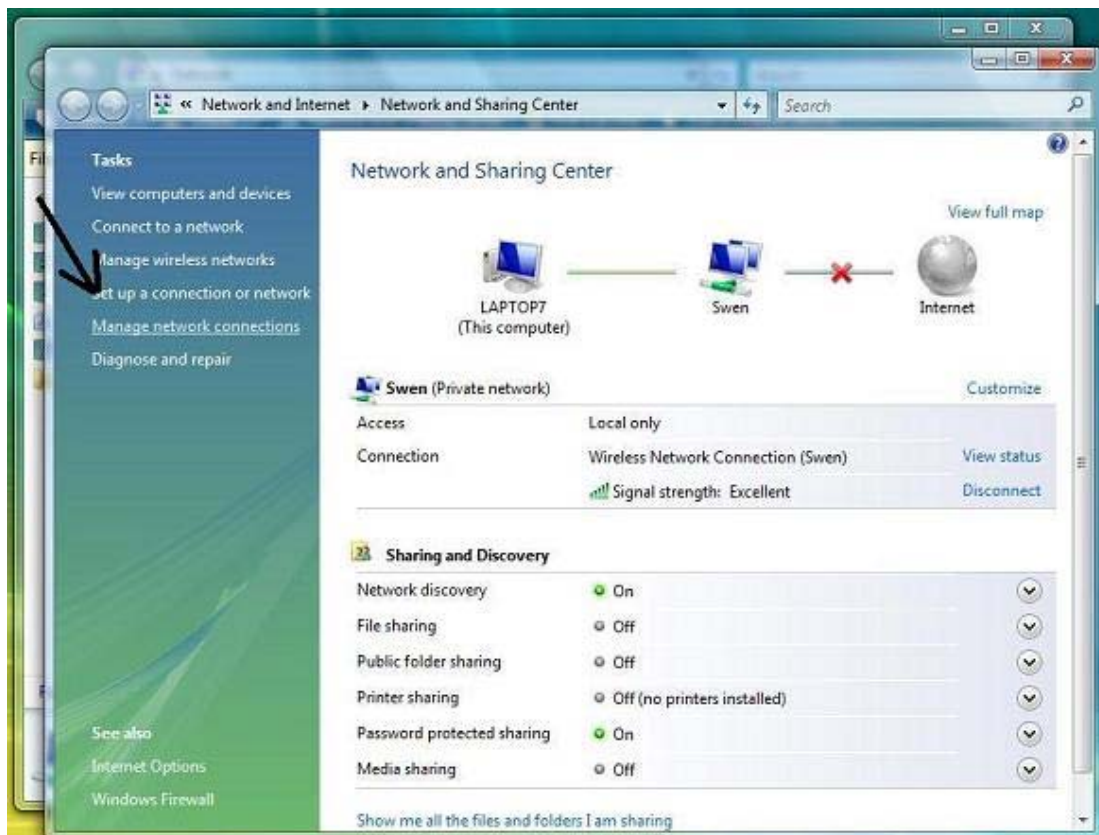 « Network and Internet ▸ Network and Sharing Center
Search
Tasks
View computers and devices
Connect to a network
Manage wireless networks
Set up a connection or network
Manage network connections
Diagnose and repair
See also
Internet Options
Windows Firewall
Network and Sharing Center
View full map
LAPTOP7
(This computer)
Swen
Internet
Swen (Private network) Customize
Access Local only
Connection Wireless Network Connection (Swen) View status
Signal strength: Excellent Disconnect
Sharing and Discovery
Network discovery On
File sharing Off
Public folder sharing Off
Printer sharing Off (no printers installed)
Password protected sharing On
Media sharing Off
Show me all the files and folders I am sharing